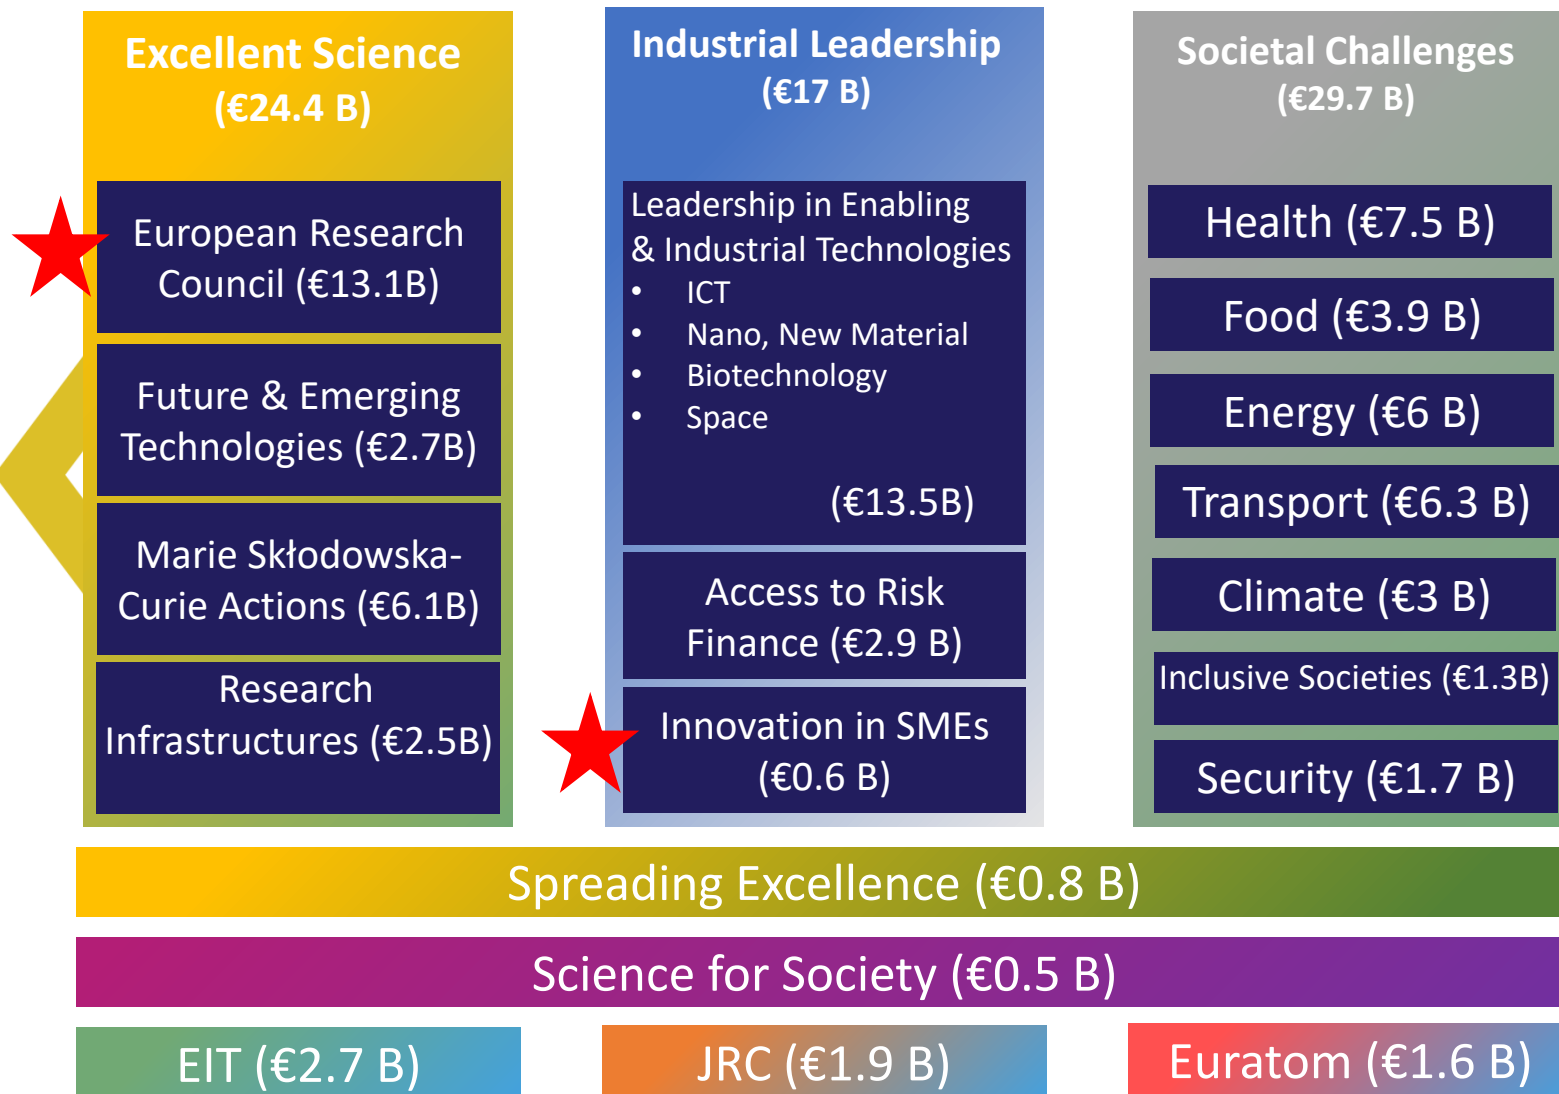 Excellent Science
(€24.4 B)
European Research
Council (€13.1B)
Future & Emerging
Technologies (€2.7B)
Marie Skłodowska-
Curie Actions (€6.1B)
Research
Infrastructures (€2.5B)
Industrial Leadership
(€17 B)
Leadership in Enabling
& Industrial Technologies
• ICT
• Nano, New Material
• Biotechnology
• Space
(€13.5B)
Access to Risk
Finance (€2.9 B)
Innovation in SMEs
(€0.6 B)
Societal Challenges
(€29.7 B)
Health (€7.5 B)
Food (€3.9 B)
Energy (€6 B)
Transport (€6.3 B)
Climate (€3 B)
Inclusive Societies (€1.3B)
Security (€1.7 B)
Spreading Excellence (€0.8 B)
Science for Society (€0.5 B)
EIT (€2.7 B)
JRC (€1.9 B)
Euratom (€1.6 B)